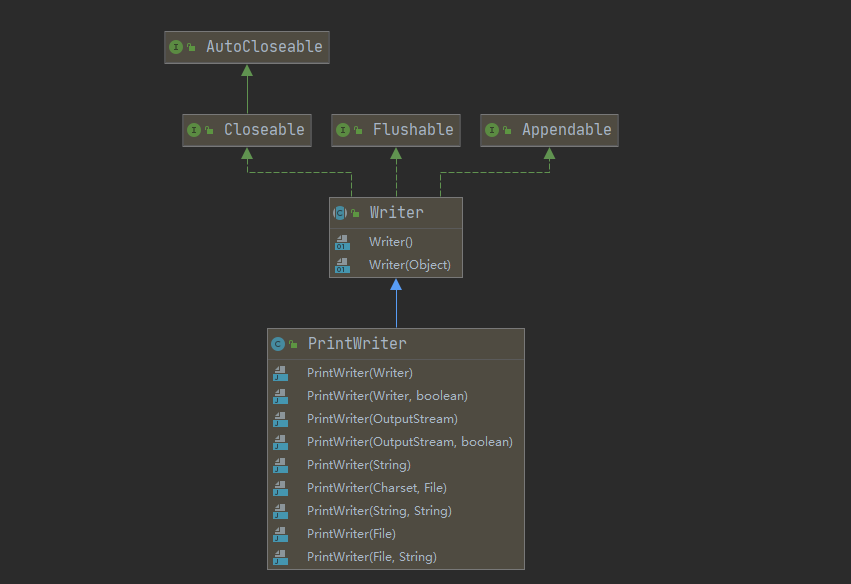 AutoCloseable
Closeable
Flushable
Appendable
Writer
Writer()
Writer(Object)
PrintWriter
PrintWriter(Writer)
PrintWriter(Writer, boolean)
PrintWriter(OutputStream)
PrintWriter(OutputStream, boolean)
PrintWriter(String)
PrintWriter(Charset, File)
PrintWriter(String, String)
PrintWriter(File)
PrintWriter(File, String)